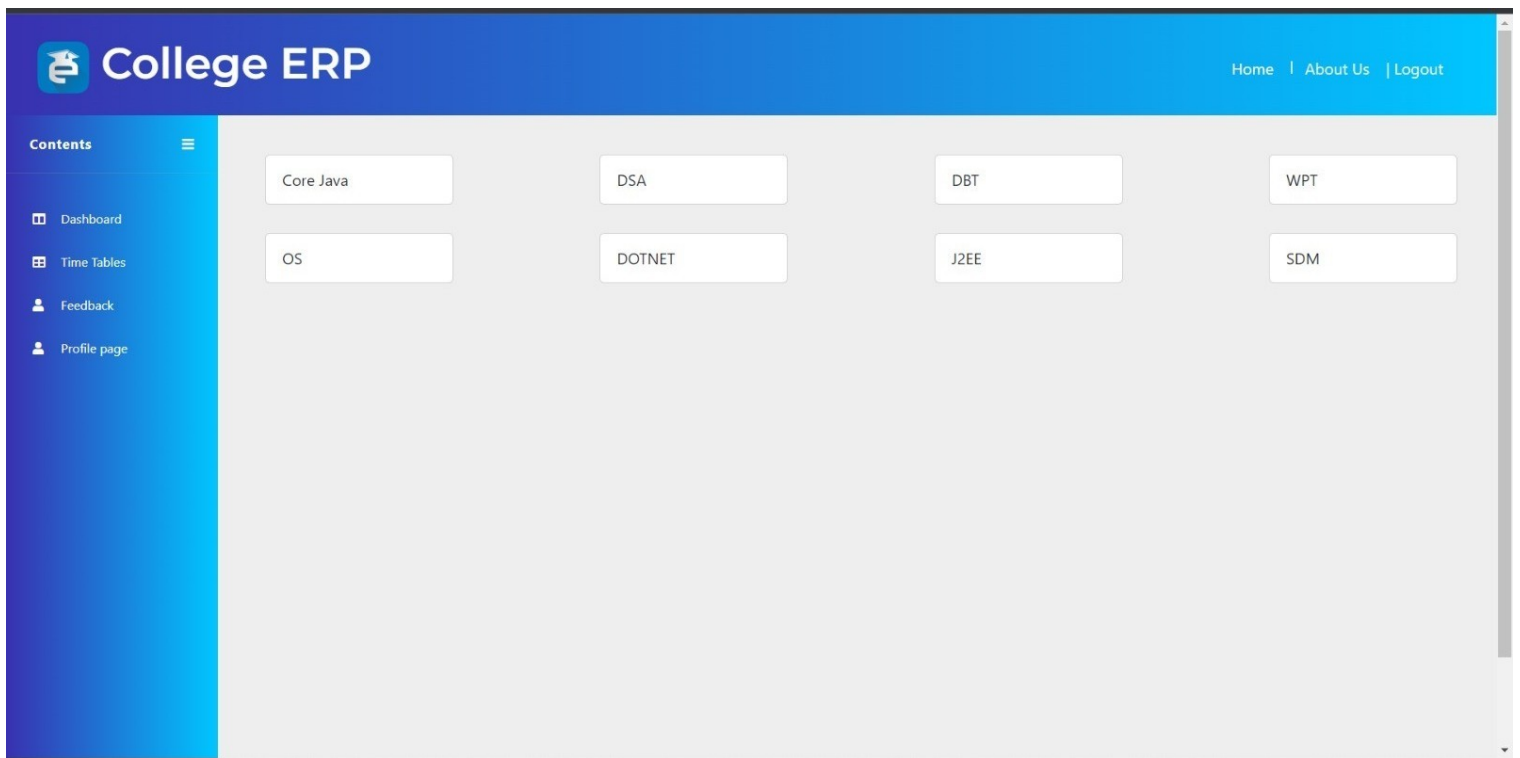 College ERP
Home | About Us | Logout
Contents
Dashboard
Time Tables
Feedback
Profile page
Core Java
DSA
DBT
WPT
OS
DOTNET
J2EE
SDM